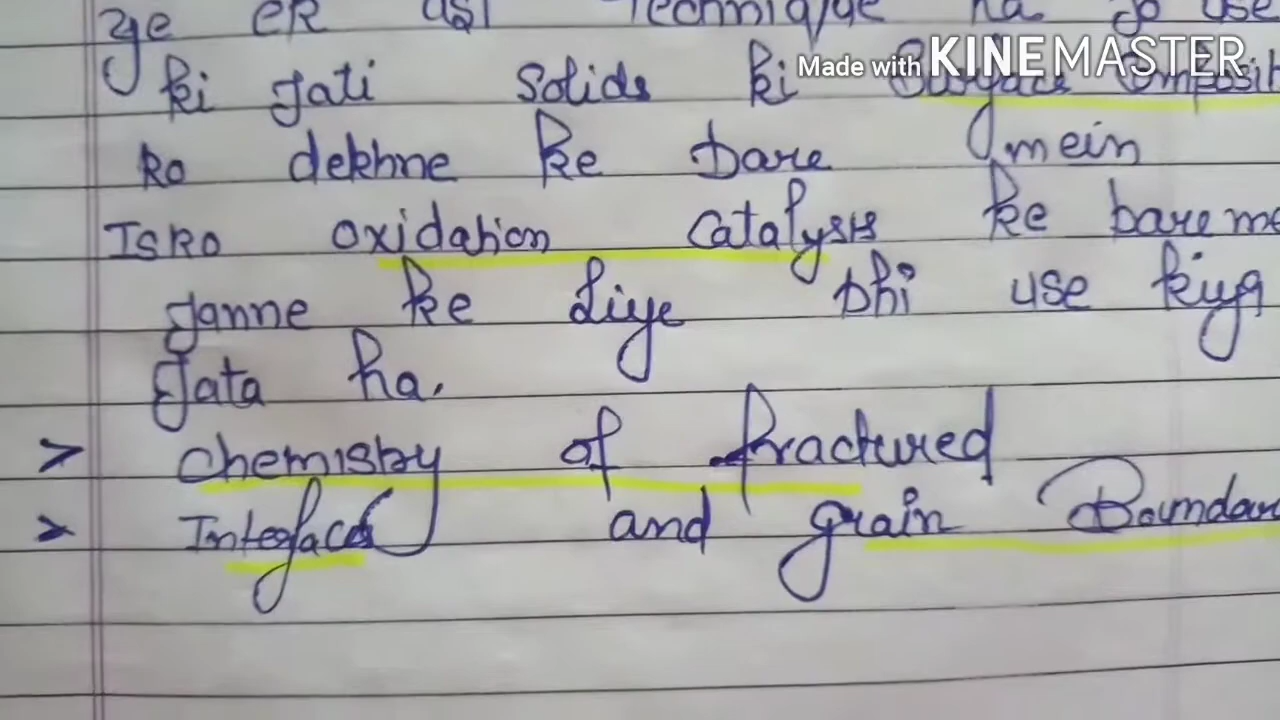 ye ek asi Technique ha jo use
Made with KINEMASTER
ki jati solids ki Surface Composit
ko dekhne ke bare mein
Isko oxidation catalysis ke bare me
Janne ke liye bhi use kiya
Jata ha.
> chemistry of fractured
> Interfaces and grain Boundar